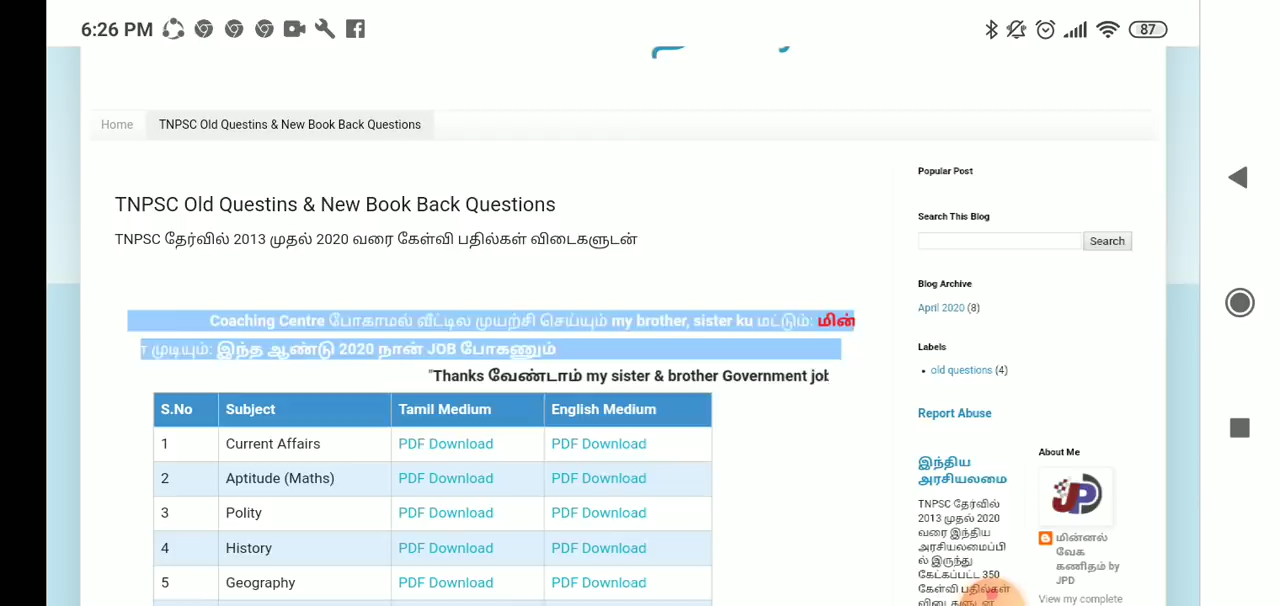 6:26 PM
87
Home
TNPSC Old Questins & New Book Back Questions
TNPSC Old Questins & New Book Back Questions
TNPSC தேர்வில் 2013 முதல் 2020 வரை கேள்வி பதில்கள் விடைகளுடன்
Coaching Centre போகாமல் வீட்டில முயற்சி செய்யும் my brother, sister ku மட்டும்: மின்
முடியும்: இந்த ஆண்டு 2020 நான் JOB போகணும்
"Thanks வேண்டாம் my sister & brother Government job
S.No Subject Tamil Medium English Medium
1 Current Affairs PDF Download PDF Download
2 Aptitude (Maths) PDF Download PDF Download
3 Polity PDF Download PDF Download
4 History PDF Download PDF Download
5 Geography PDF Download PDF Download
Popular Post
Search This Blog
Search
Blog Archive
April 2020 (8)
Labels
old questions (4)
Report Abuse
இந்திய
அரசியலமை
TNPSC தேர்வில்
2013 முதல் 2020
வரை இந்திய
அரசியலமைப்பி
ல் இருந்து
கேட்கப்பட்ட 350
கேள்வி பதில்கள்
விடைகளுடன்
About Me
JPD
மின்னல்
வேக
கணிதம் by
JPD
View my complete